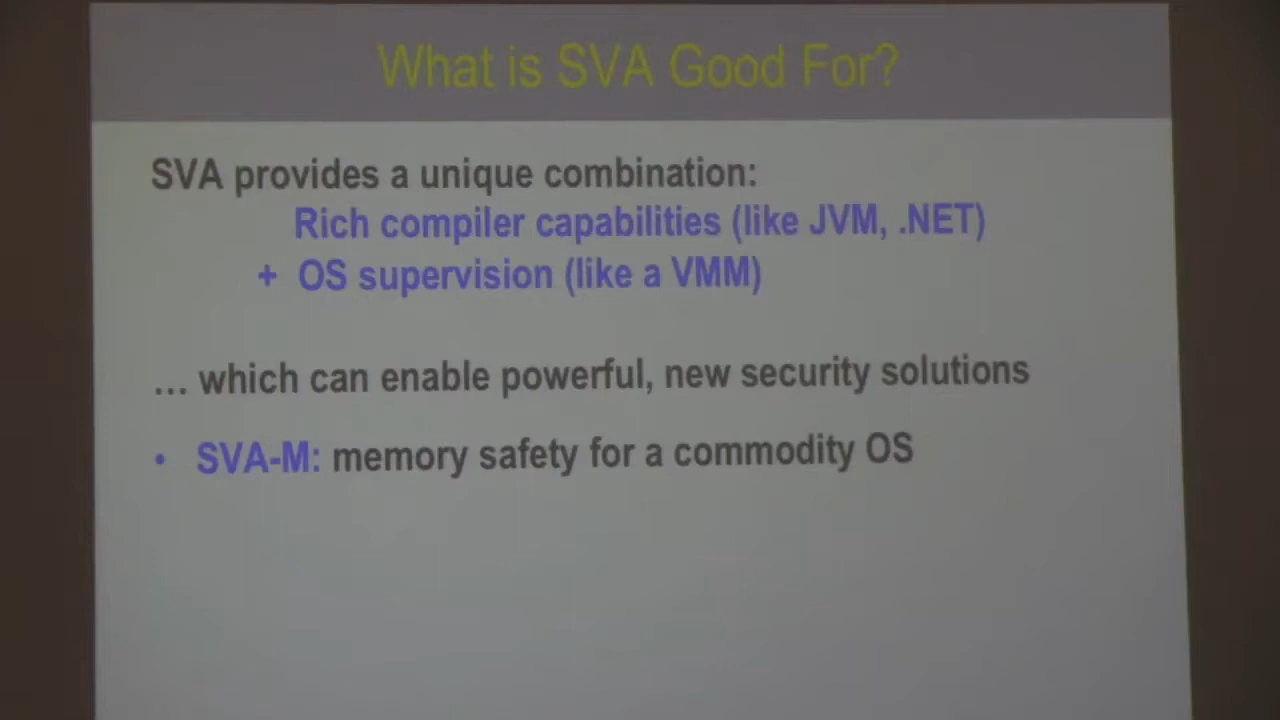 What is SVA Good For?
SVA provides a unique combination:
Rich compiler capabilities (like JVM, .NET)
+ OS supervision (like a VMM)
... which can enable powerful, new security solutions
• SVA-M: memory safety for a commodity OS